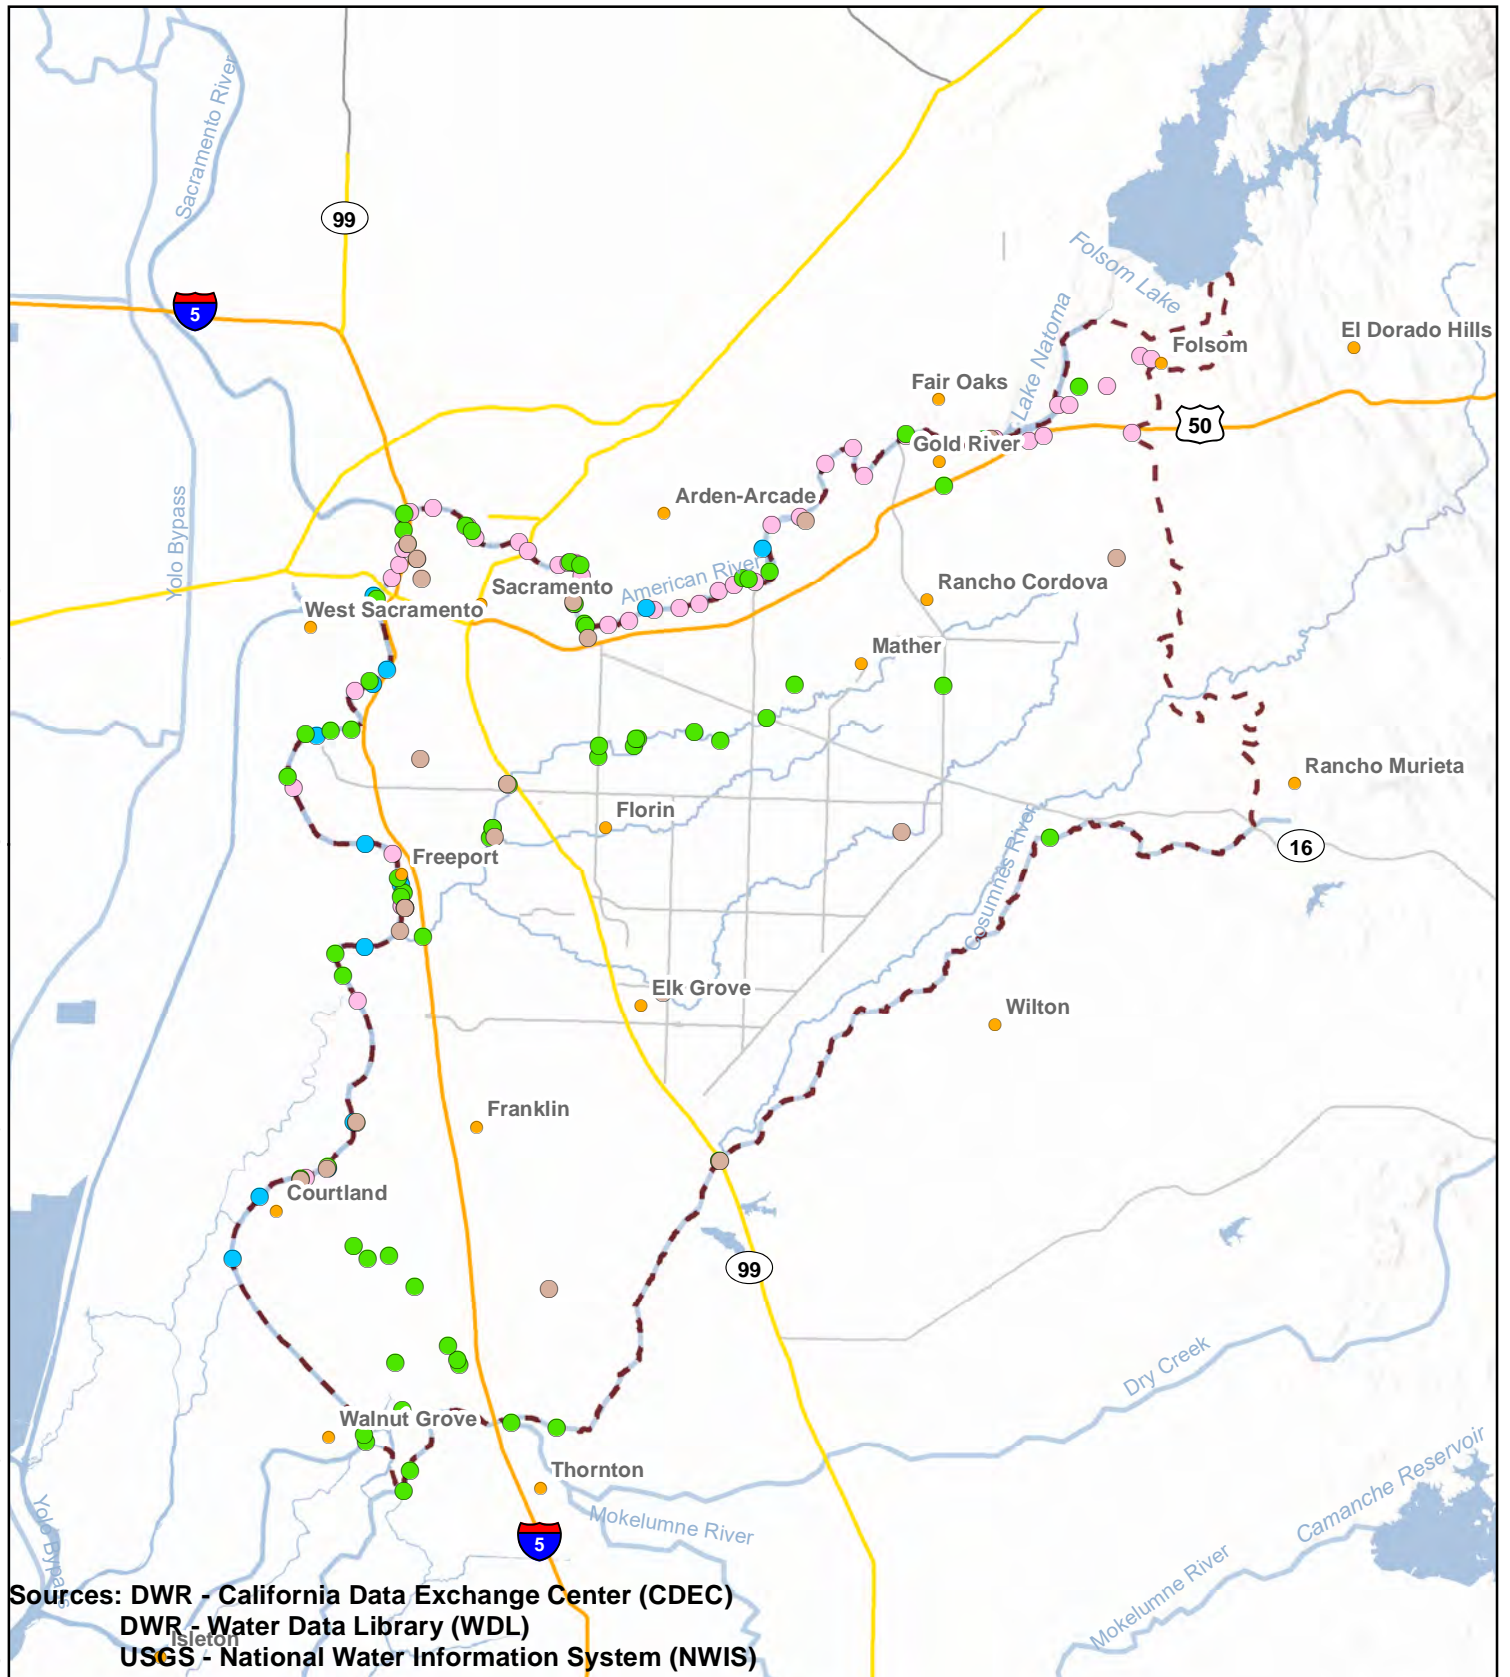 Sacramento River
99
5
Folsom Lake
El Dorado Hills
Folsom
Lake Natoma
Fair Oaks
50
Gold River
Arden-Arcade
Yolo Bypass
American River
Sacramento
Rancho Cordova
West Sacramento
Mather
Rancho Murieta
Florin
16
Freeport
Cosumnes River
Elk Grove
Wilton
Franklin
Courtland
99
Dry Creek
Walnut Grove
Thornton
Camanche Reservoir
Mokelumne River
5
Yolo Bypass
Mokelumne River
Sources: DWR - California Data Exchange Center (CDEC)
DWR - Water Data Library (WDL)
Isleton
USGS - National Water Information System (NWIS)